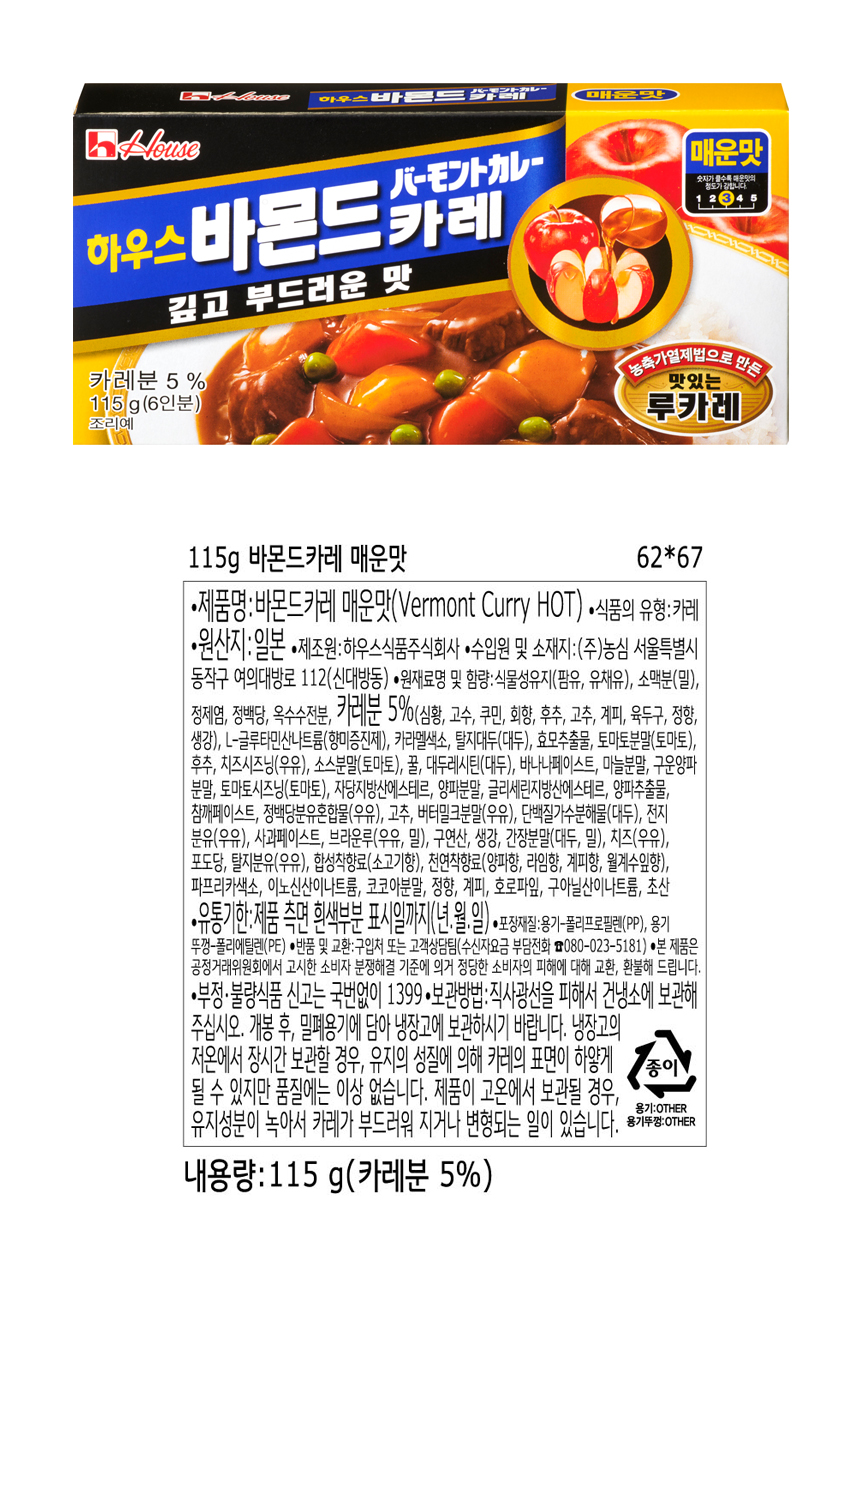 House
하우스 바몬드 バーモントカレー 카레
매운맛
House
매운맛
숫자가 클수록 매운맛의
정도가 강합니다.
1 2 3 4 5
하우스 바몬드 バーモントカレー 카레
깊고 부드러운 맛
카레분 5 %
115 g(6인분)
조리예
농축가열제법으로 만든
맛있는
루카레
115g 바몬드카레 매운맛 62*67
•제품명:바몬드카레 매운맛(Vermont Curry HOT) •식품의 유형:카레
•원산지:일본 •제조원:하우스식품주식회사 •수입원 및 소재지:(주)농심 서울특별시
동작구 여의대방로 112(신대방동) •원재료명 및 함량:식물성유지(팜유, 유채유), 소맥분(밀),
정제염, 정백당, 옥수수전분, 카레분 5%(심황, 고수, 쿠민, 회향, 후추, 고추, 계피, 육두구, 정향,
생강), L-글루타민산나트륨(향미증진제), 카라멜색소, 탈지대두(대두), 효모추출물, 토마토분말(토마토),
후추, 치즈시즈닝(우유), 소스분말(토마토), 꿀, 대두레시틴(대두), 바나나페이스트, 마늘분말, 구운양파
분말, 토마토시즈닝(토마토), 자당지방산에스테르, 양파분말, 글리세린지방산에스테르, 양파추출물,
참깨페이스트, 정백당분유혼합물(우유), 고추, 버터밀크분말(우유), 단백질가수분해물(대두), 전지
분유(우유), 사과페이스트, 브라운루(우유, 밀), 구연산, 생강, 간장분말(대두, 밀), 치즈(우유),
포도당, 탈지분유(우유), 합성착향료(소고기향), 천연착향료(양파향, 라임향, 계피향, 월계수잎향),
파프리카색소, 이노신산이나트륨, 코코아분말, 정향, 계피, 호로파잎, 구아닐산이나트륨, 초산
•유통기한:제품 측면 흰색부분 표시일까지(년.월.일) •포장재질:용기-폴리프로필렌(PP), 용기
뚜껑-폴리에틸렌(PE) •반품 및 교환:구입처 또는 고객상담팀(수신자요금 부담전화 ☎080-023-5181) •본 제품은
공정거래위원회에서 고시한 소비자 분쟁해결 기준에 의거 정당한 소비자의 피해에 대해 교환, 환불해 드립니다.
•부정·불량식품 신고는 국번없이 1399 •보관방법:직사광선을 피해서 건냉소에 보관해
주십시오. 개봉 후, 밀폐용기에 담아 냉장고에 보관하시기 바랍니다. 냉장고의
저온에서 장시간 보관할 경우, 유지의 성질에 의해 카레의 표면이 하얗게
될 수 있지만 품질에는 이상 없습니다. 제품이 고온에서 보관될 경우,
유지성분이 녹아서 카레가 부드러워 지거나 변형되는 일이 있습니다.
종이
용기:OTHER
용기뚜껑:OTHER
내용량:115 g(카레분 5%)